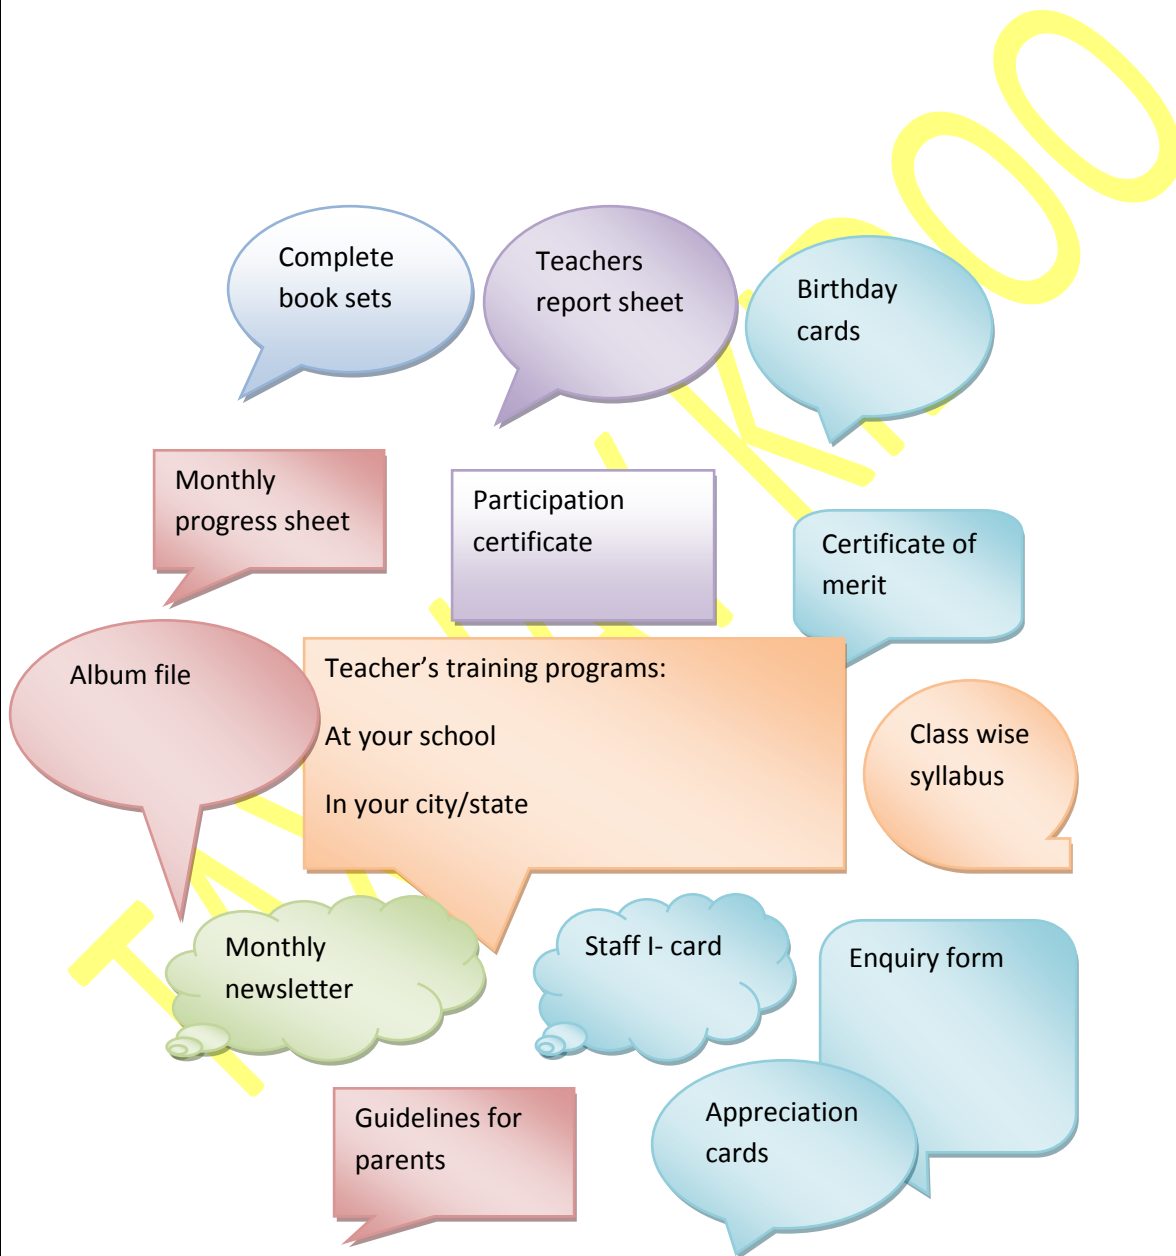 Complete
book sets
Teachers
report sheet
Birthday
cards
Monthly
progress sheet
Participation
certificate
Certificate of
merit
Album file
Teacher’s training programs:
At your school
In your city/state
Class wise
syllabus
Monthly
newsletter
Staff I- card
Enquiry form
Guidelines for
parents
Appreciation
cards